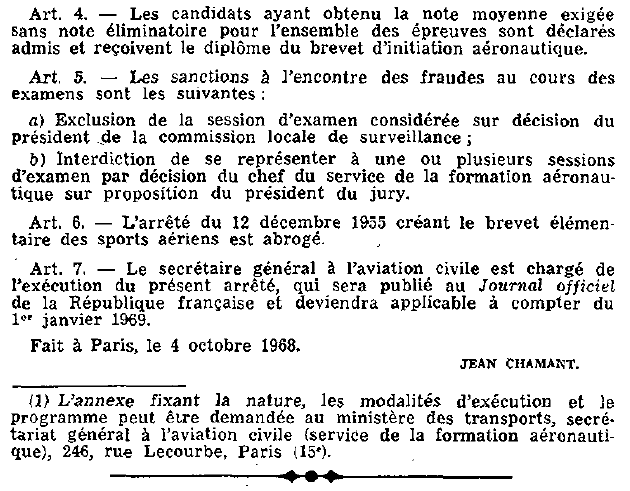 Art. 4. — Les candidats ayant obtenu la note moyenne exigée
sans note éliminatoire pour l'ensemble des épreuves sont déclarés
admis et reçoivent le diplôme du brevet d'initiation aéronautique.
Art. 5. — Les sanctions à l'encontre des fraudes au cours des
examens sont les suivantes :
a) Exclusion de la session d'examen considérée sur décision du
président de la commission locale de surveillance ;
b) Interdiction de se représenter à une ou plusieurs sessions
d'examen par décision du chef du service de la formation aéronau-
tique sur proposition du président du jury.
Art. 6. — L'arrêté du 12 décembre 1955 créant le brevet élémen-
taire des sports aériens est abrogé.
Art. 7. — Le secrétaire général à l'aviation civile est chargé de
l'exécution du présent arrêté, qui sera publié au Journal officiel
de la République française et deviendra applicable à compter du
1er janvier 1969.
Fait à Paris, le 4 octobre 1968.
JEAN CHAMANT.
(1) L'annexe fixant la nature, les modalités d'exécution et le
programme peut être demandée au ministère des transports, secré-
tariat général à l'aviation civile (service de la formation aéronauti-
que), 246, rue Lecourbe, Paris (15e).